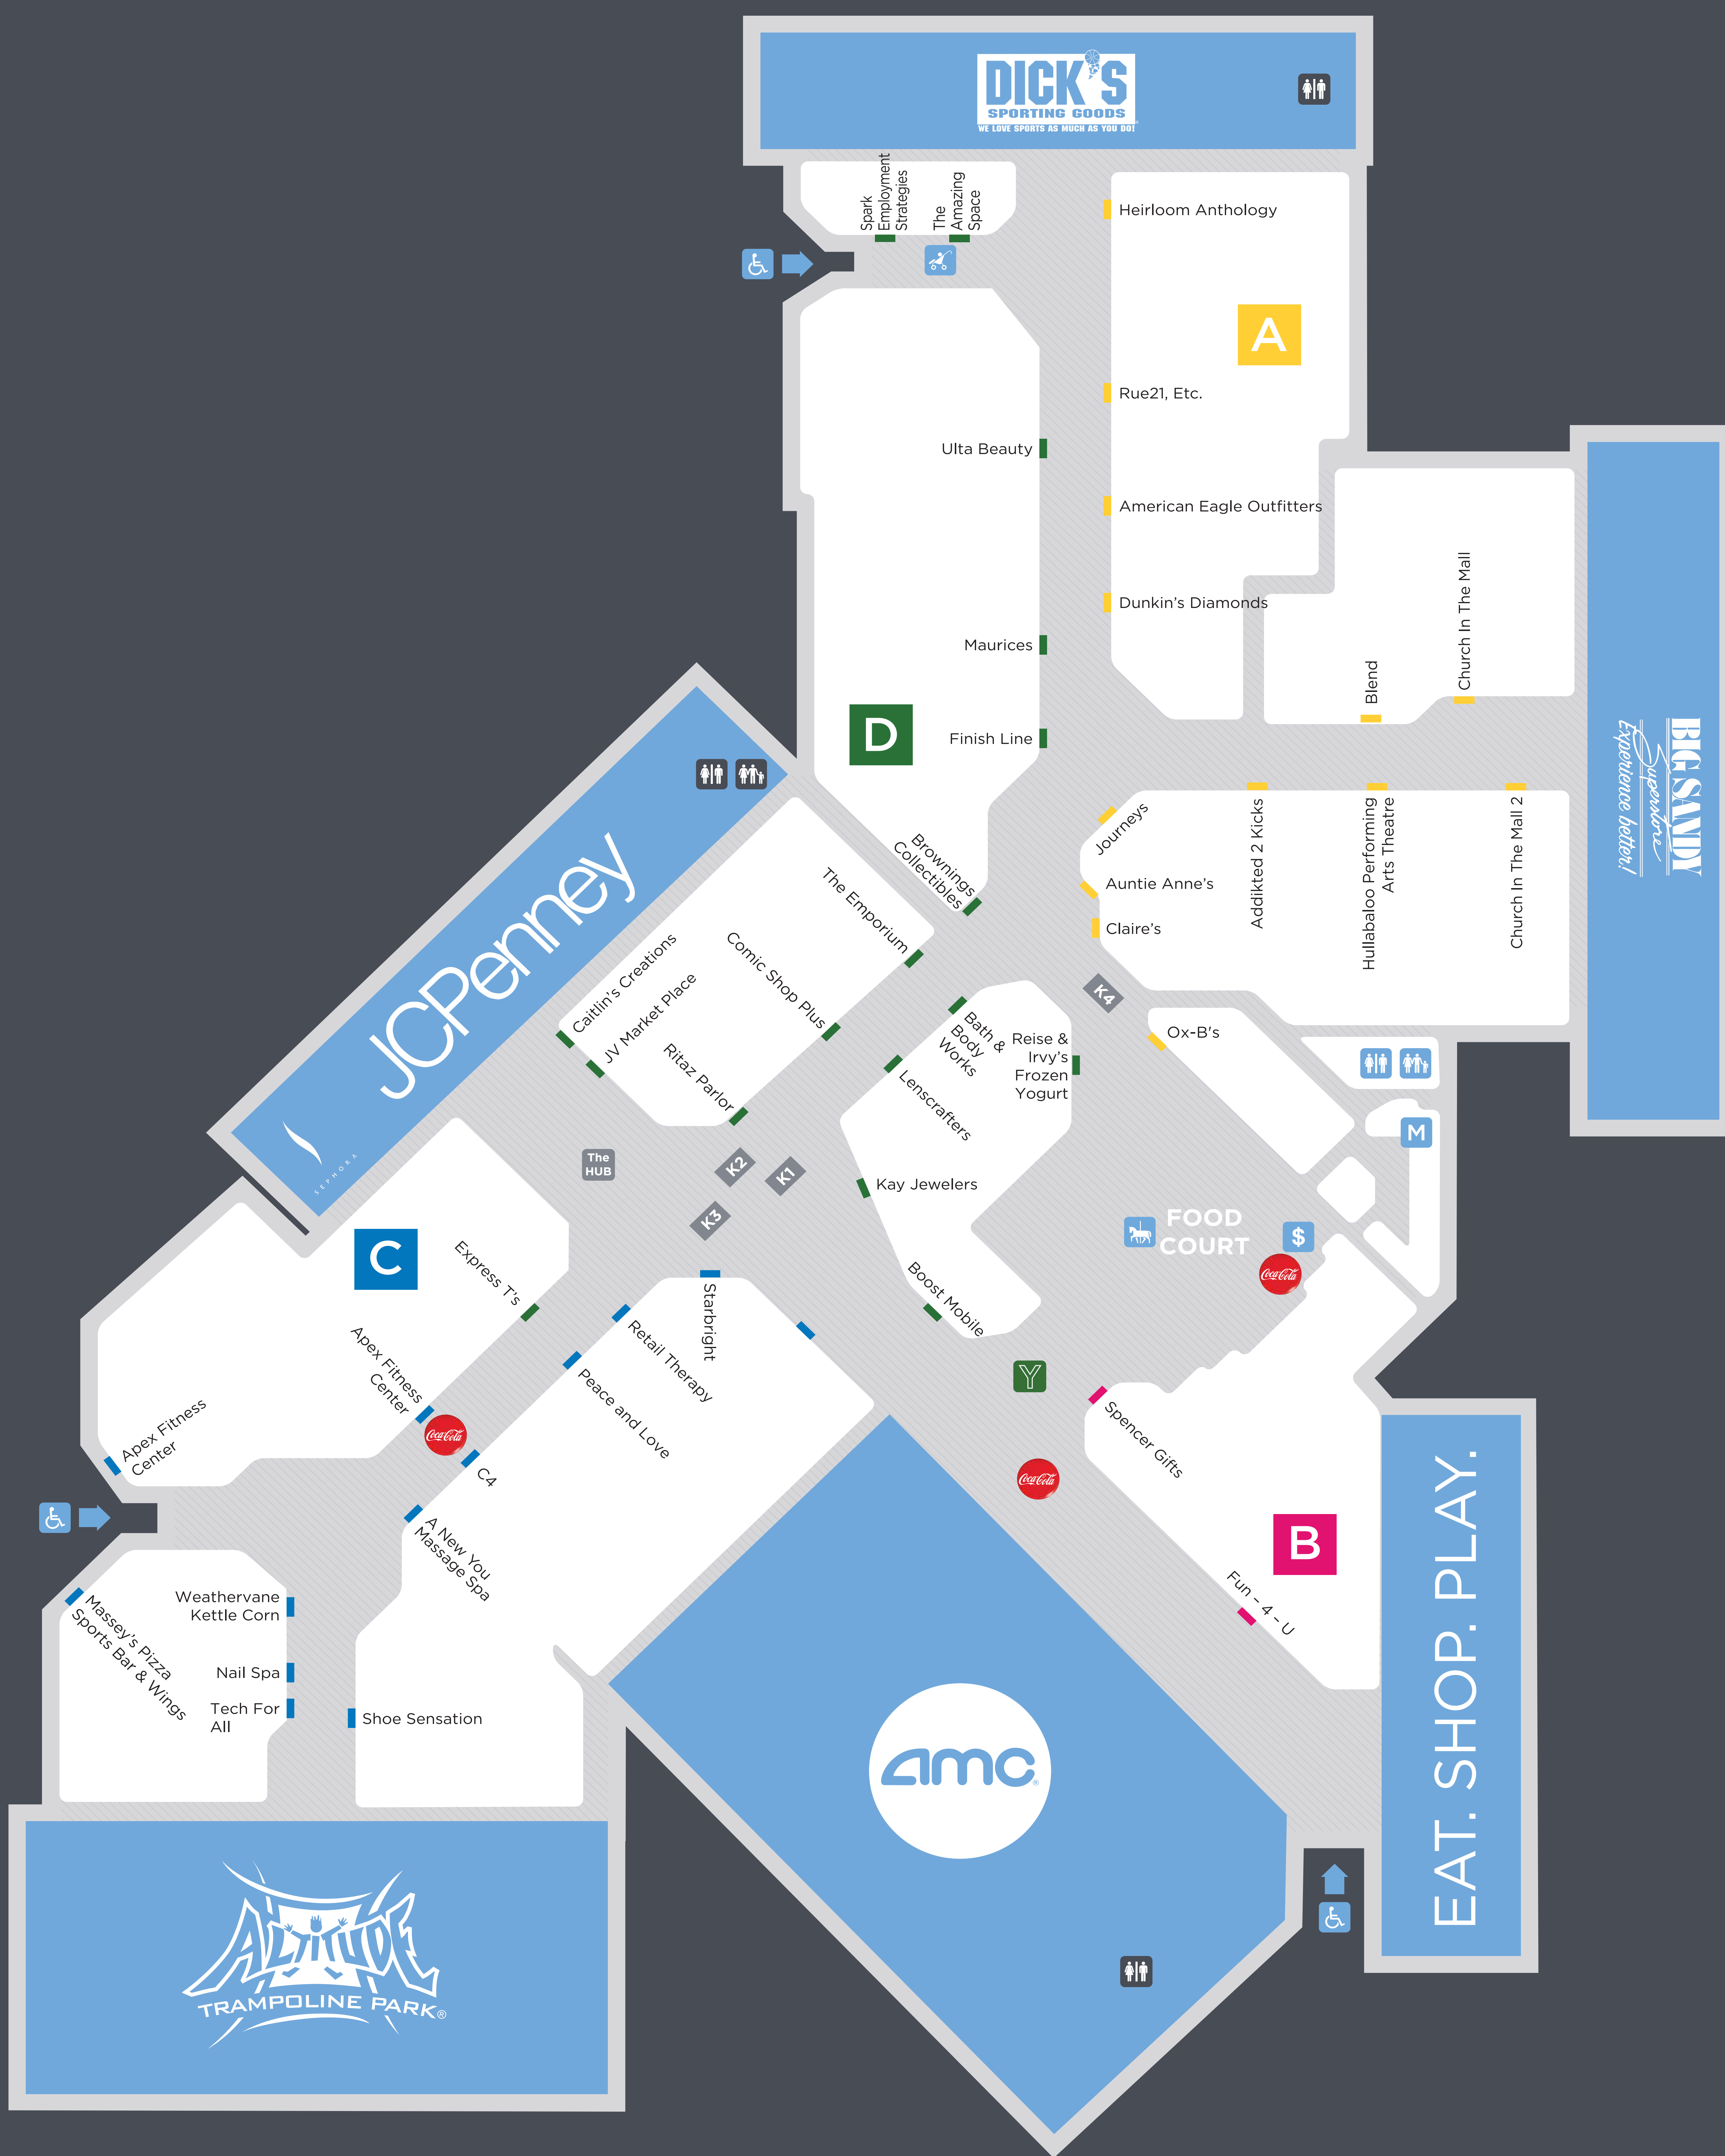 DICK'S
SPORTING GOODS
WE LOVE SPORTS AS MUCH AS YOU DO!
Spark
Employment
Strategies
The
Amazing
Space
Heirloom Anthology
A
Rue21, Etc.
Ulta Beauty
American Eagle Outfitters
Dunkin's Diamonds
Maurices
Finish Line
D
Blend
Church In The Mall
BIG SANDY
Superstore
Experience better!
Journeys
Auntie Anne's
Claire's
Addikted 2 Kicks
Hullabaloo Performing
Arts Theatre
Church In The Mall 2
Brownings
Collectibles
The Emporium
Comic Shop Plus
Caitlin's Creations
JV Market Place
Ritaz Parlor
JCPenney
SEPHORA
K4
Ox-B's
Bath &
Body
Works
Reise &
Irvy's
Frozen
Yogurt
Lenscrafters
Kay Jewelers
Boost Mobile
M
The
HUB
K2
K1
K3
FOOD
COURT
$
Coca-Cola
C
Express T's
Apex Fitness
Center
Apex Fitness
Center
Coca-Cola
Starbright
Retail Therapy
Peace and Love
C4
A New You
Massage Spa
Y
Coca-Cola
Spencer Gifts
B
Fun - 4 - U
EAT. SHOP. PLAY.
Massey's Pizza
Sports Bar & Wings
Weathervane
Kettle Corn
Nail Spa
Tech For
All
Shoe Sensation
amc®
ALTITUDE
TRAMPOLINE PARK®